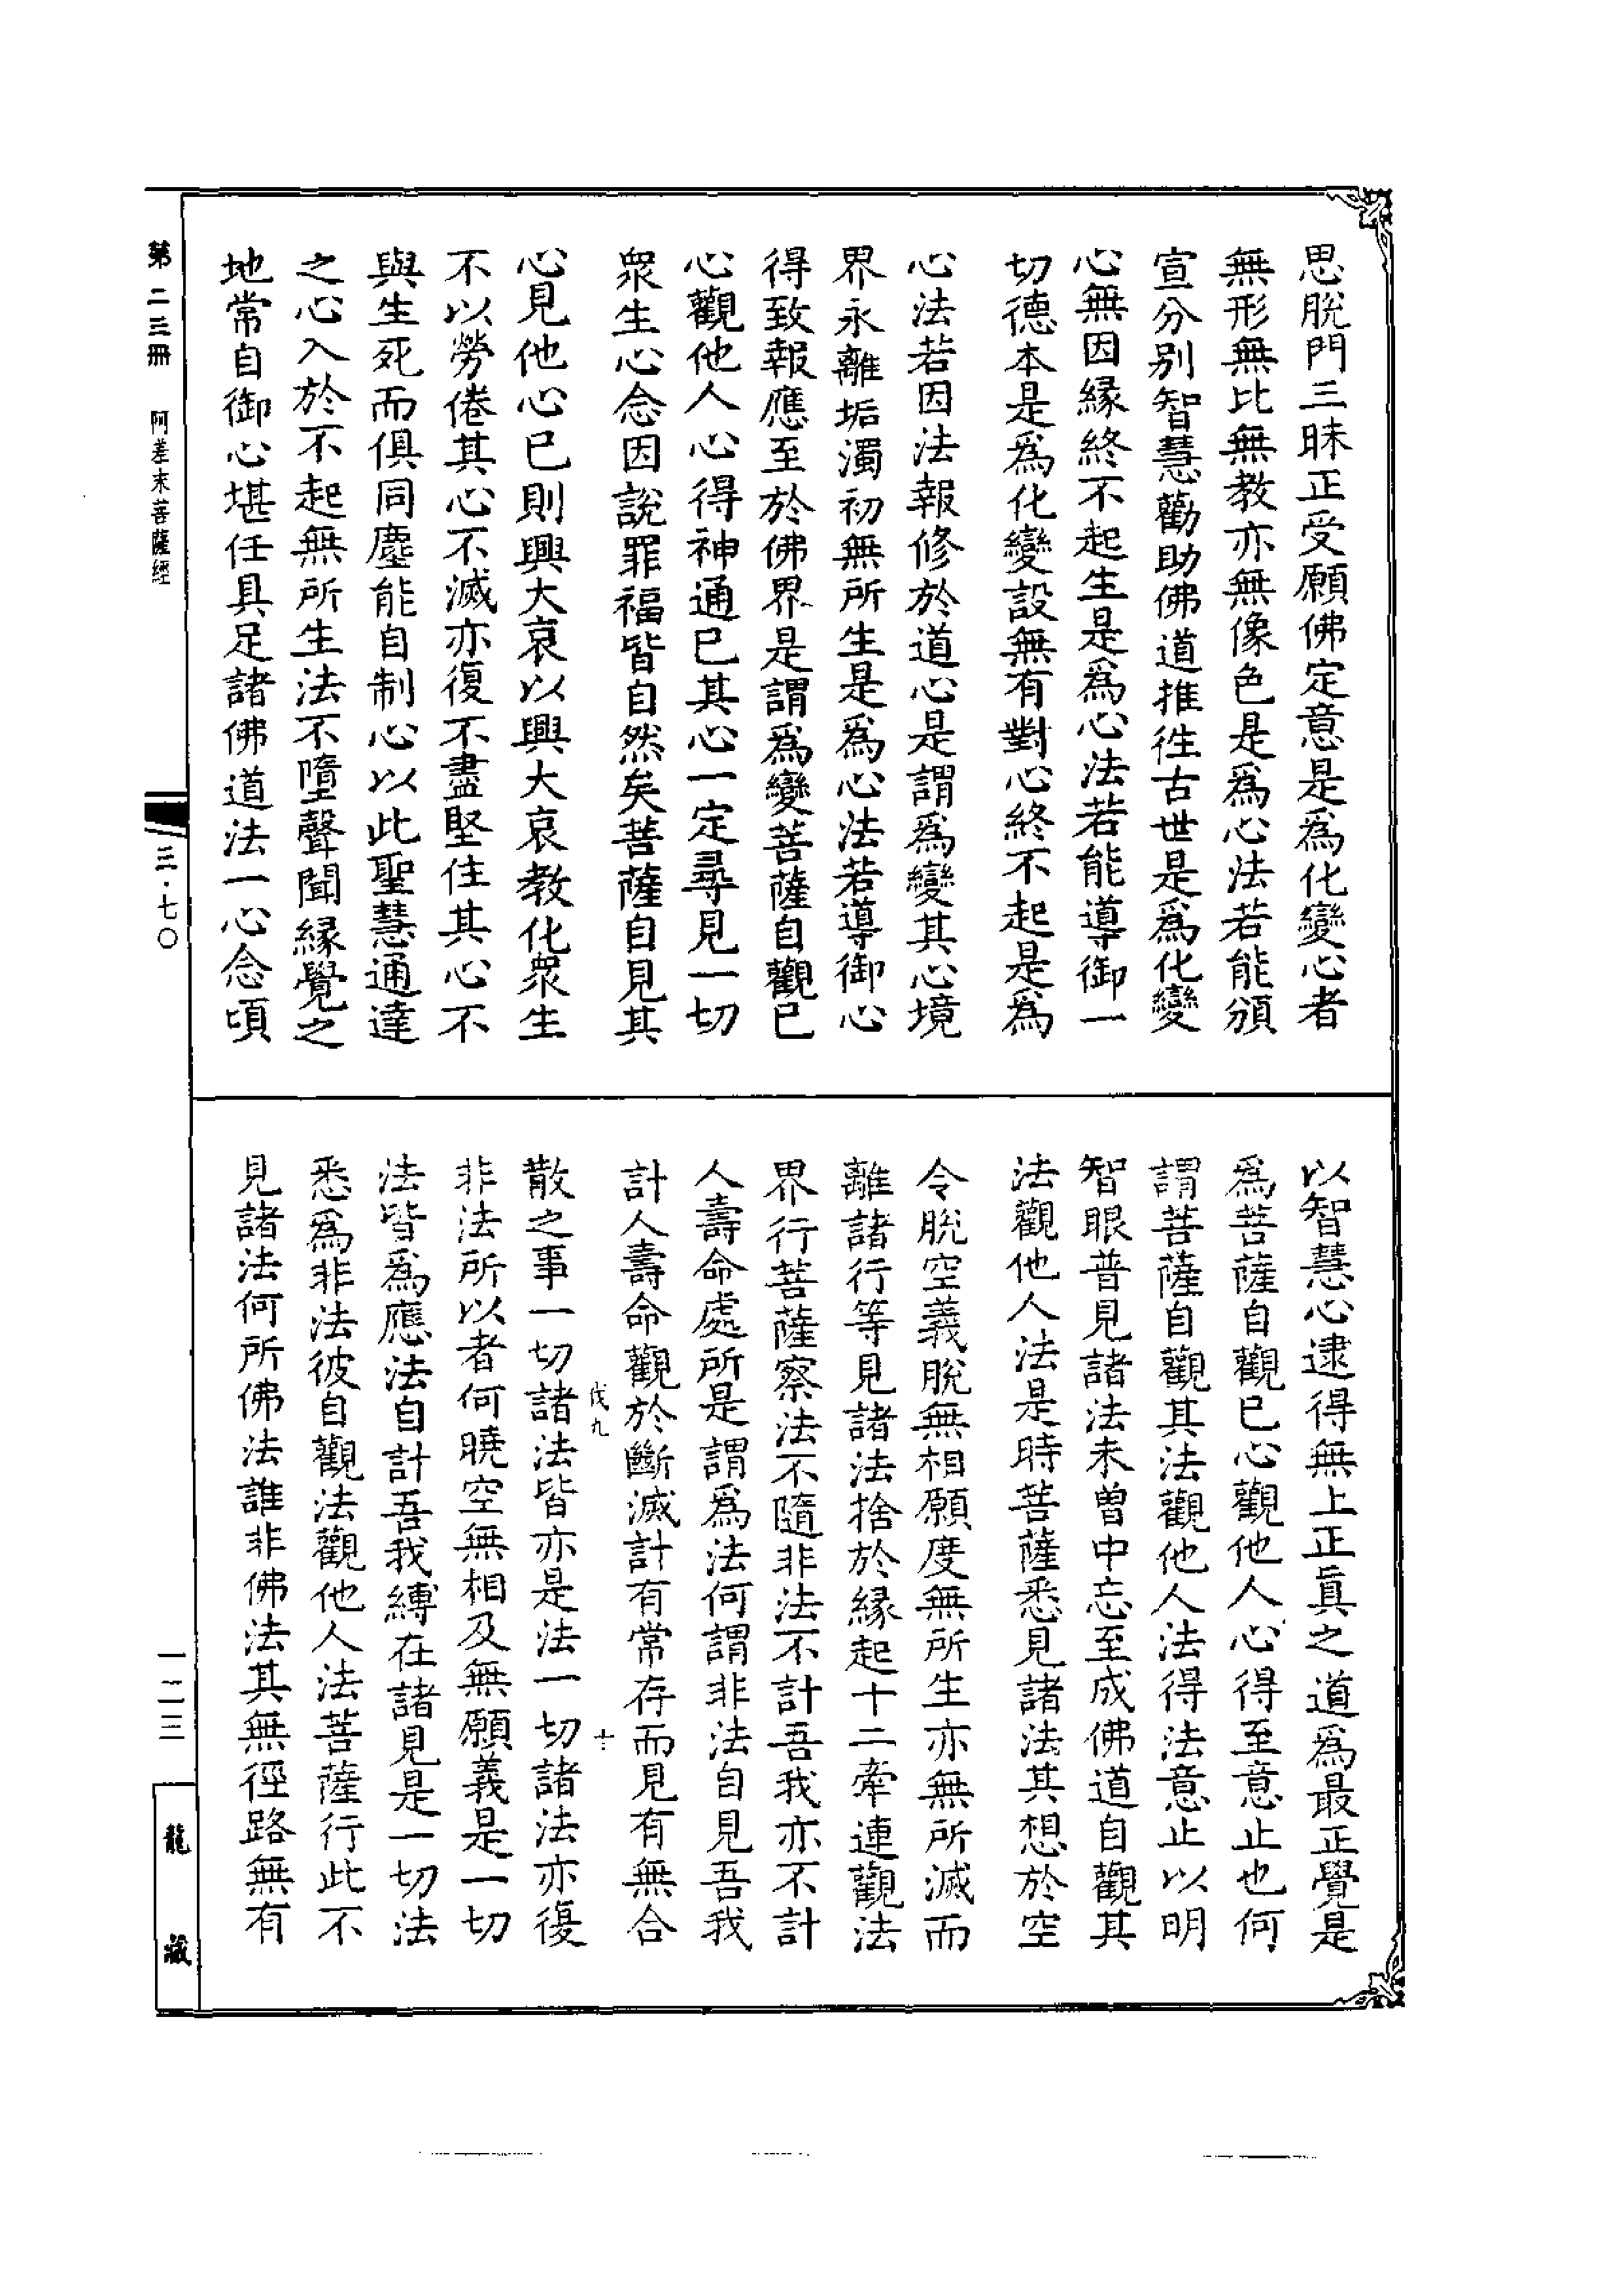 思脫門三昧正受願佛定意是爲化變心者
無形無比無教亦無像色是爲心法若能頒
宣分別智慧勸助佛道推徃古世是爲化變
心無因緣終不起生是爲心法若能導御一
切德本是爲化變設無有對心終不起是爲
心法若因法報修於道心是謂爲變其心境
界永離垢濁初無所生是爲心法若導御心
得致報應至於佛界是謂爲變菩薩自觀已
心觀他人心得神通已其心一定尋見一切
衆生心念因說罪福皆自然矣菩薩自見其
心見他心已則興大哀以興大哀教化衆生
不以勞倦其心不滅亦復不盡堅住其心不
與生死而俱同塵能自制心以此聖慧通達
之心入於不起無所生法不墮聲聞緣覺之
地常自御心堪任具足諸佛道法一心念頃
以智慧心逮得無上正眞之道爲最正覺是
爲菩薩自觀已心觀他人心得至意止也何
謂菩薩自觀其法觀他人法得法意止以明
智眼普見諸法未曾中忘至成佛道自觀其
法觀他人法是時菩薩悉見諸法其想於空
令脫空義脫無相願度無所生亦無所滅而
離諸行等見諸法捨於緣起十二牽連觀法
界行菩薩察法不隨非法不計吾我亦不計
人壽命處所是謂爲法何謂非法自見吾我
計人壽命觀於斷滅計有常存而見有無合
伐九
十
散之事一切諸法皆亦是法一切諸法亦復
非法所以者何曉空無相及無願義是一切
法皆爲應法自計吾我縛在諸見是一切法
悉爲非法彼自觀法觀他人法菩薩行此不
見諸法何所佛法誰非佛法其無徑路無有
第二三冊 阿差末菩薩經
三·七〇
一二三
龍藏